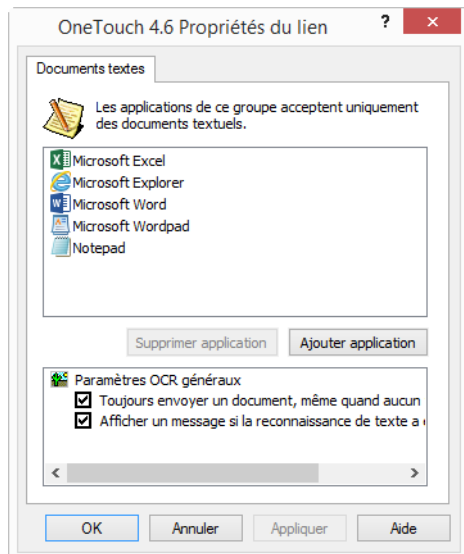 OneTouch 4.6 Propriétés du lien
Documents textes
Les applications de ce groupe acceptent uniquement
des documents textuels.
Microsoft Excel
Microsoft Explorer
Microsoft Word
Microsoft Wordpad
Notepad
Supprimer application Ajouter application
Paramètres OCR généraux
Toujours envoyer un document, même quand aucun
Afficher un message si la reconnaissance de texte a
OK Annuler Appliquer Aide